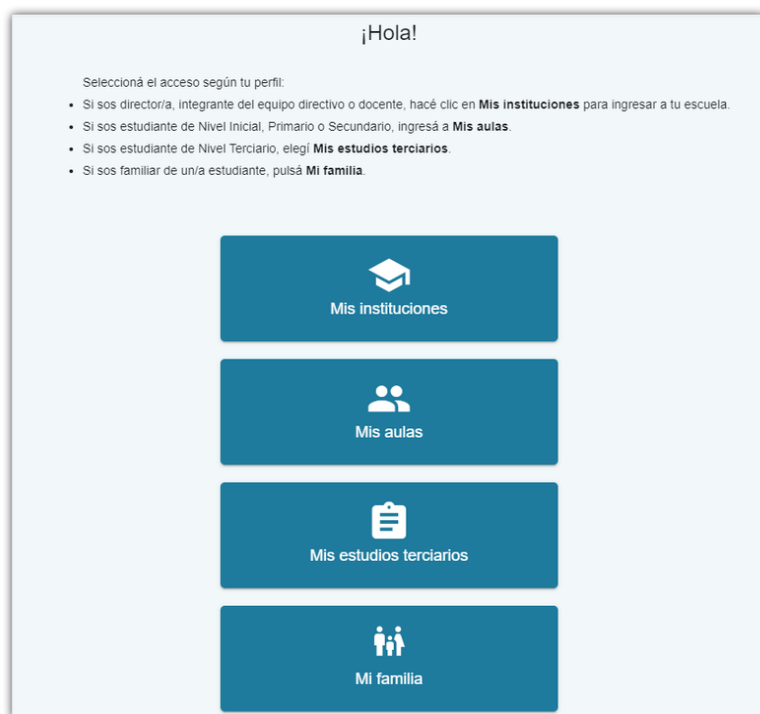 ¡Hola!
Seleccioná el acceso según tu perfil:
• Si sos director/a, integrante del equipo directivo o docente, hacé clic en Mis instituciones para ingresar a tu escuela.
• Si sos estudiante de Nivel Inicial, Primario o Secundario, ingresá a Mis aulas.
• Si sos estudiante de Nivel Terciario, elegí Mis estudios terciarios.
• Si sos familiar de un/a estudiante, pulsá Mi familia.
Mis instituciones
Mis aulas
Mis estudios terciarios
Mi familia